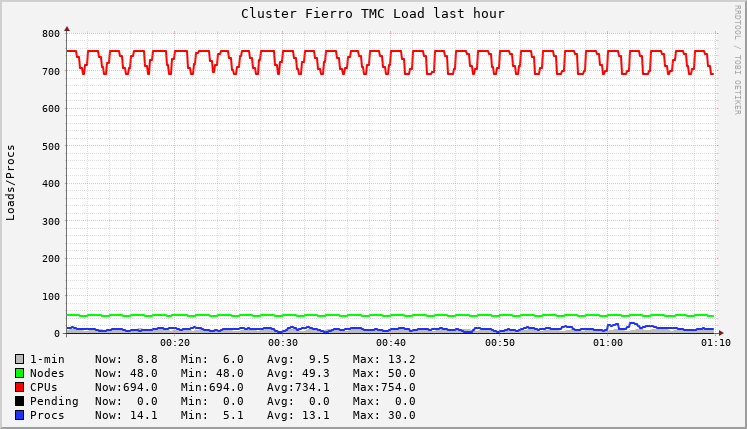 Cluster Fierro TMC Load last hour
RRDTOOL / TOBI OETIKER
Loads/Procs
800
700
600
500
400
300
200
100
0
00:20 00:30 00:40 00:50 01:00 01:10
1-min Now: 8.8 Min: 6.0 Avg: 9.5 Max: 13.2
Nodes Now: 48.0 Min: 48.0 Avg: 49.3 Max: 50.0
CPUs Now:694.0 Min:694.0 Avg:734.1 Max:754.0
Pending Now: 0.0 Min: 0.0 Avg: 0.0 Max: 0.0
Procs Now: 14.1 Min: 5.1 Avg: 13.1 Max: 30.0